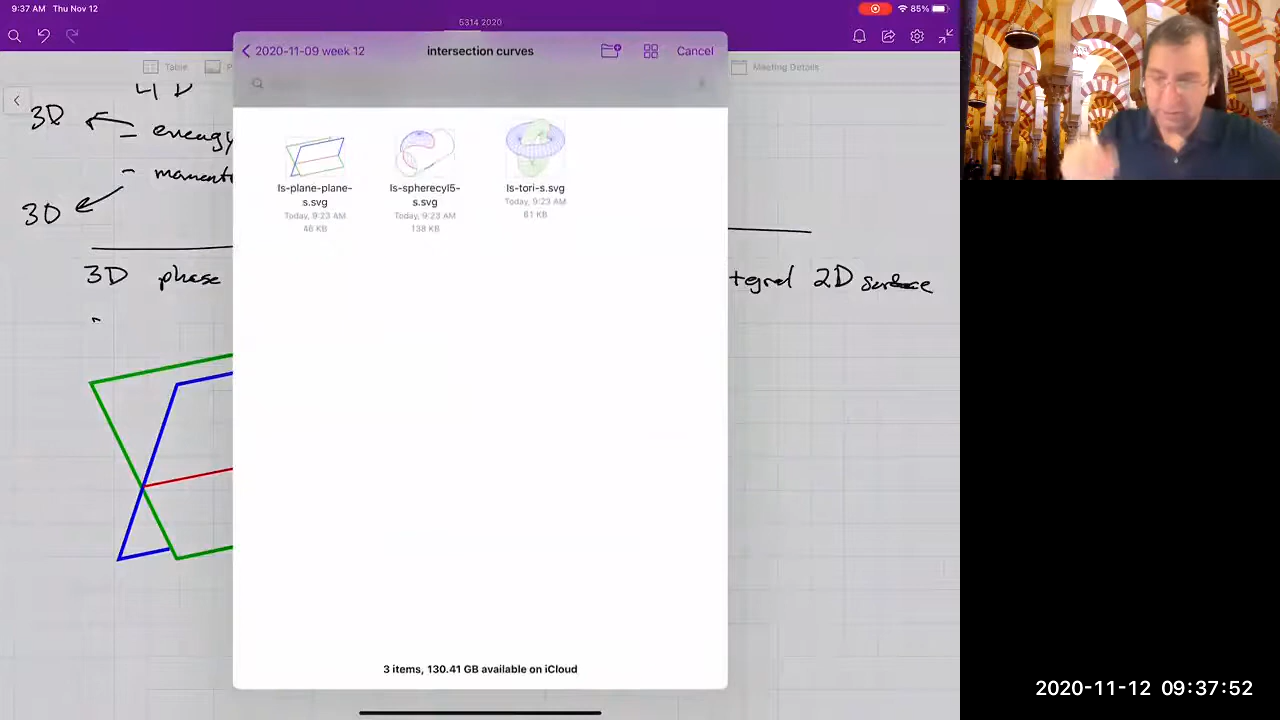 9:37 AM Thu Nov 12
85%
5314 2020
2020-11-09 week 12
intersection curves
Cancel
Table
P
Meeting Details
4D
3D
- energy
- momentu
3D
ls-plane-plane-
s.svg
Today, 9:23 AM
46 KB
ls-spherecyl5-
s.svg
Today, 9:23 AM
138 KB
ls-tori-s.svg
Today, 9:23 AM
61 KB
3D phase
tegral 2D surface
3 items, 130.41 GB available on iCloud
2020-11-12 09:37:52